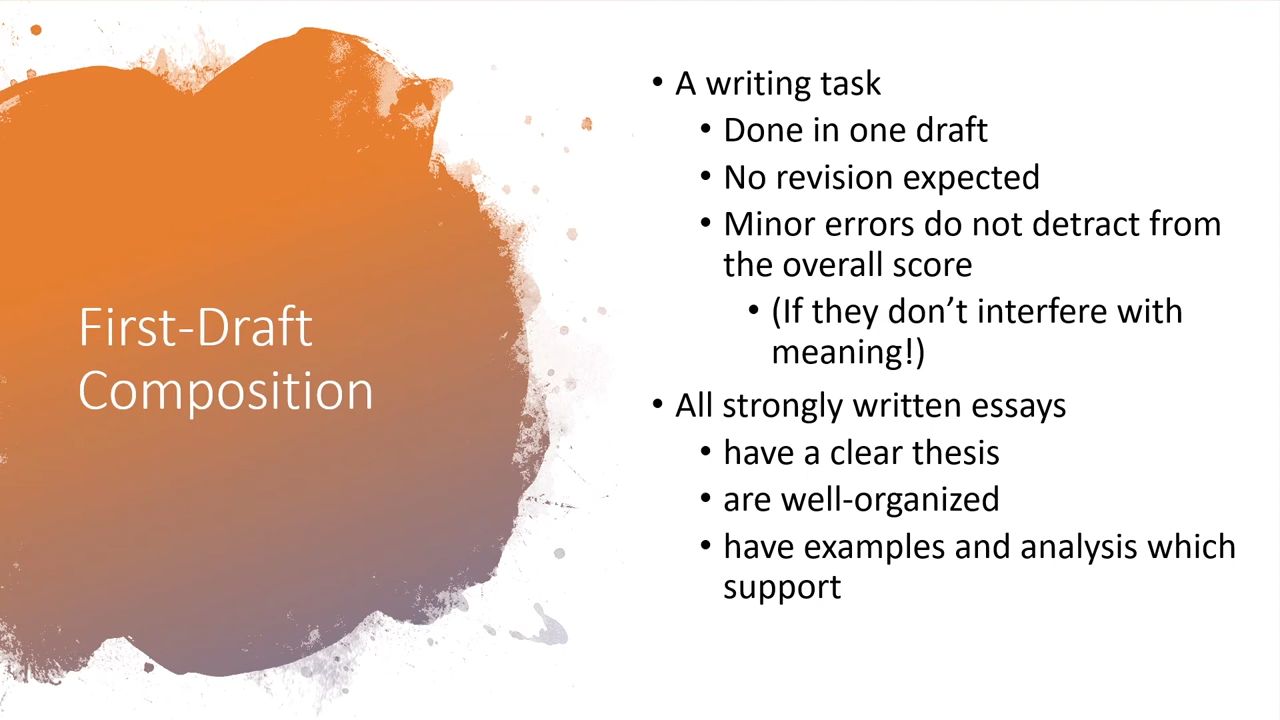 First-Draft
Composition
• A writing task
• Done in one draft
• No revision expected
• Minor errors do not detract from
the overall score
• (If they don’t interfere with
meaning!)
• All strongly written essays
• have a clear thesis
• are well-organized
• have examples and analysis which
support